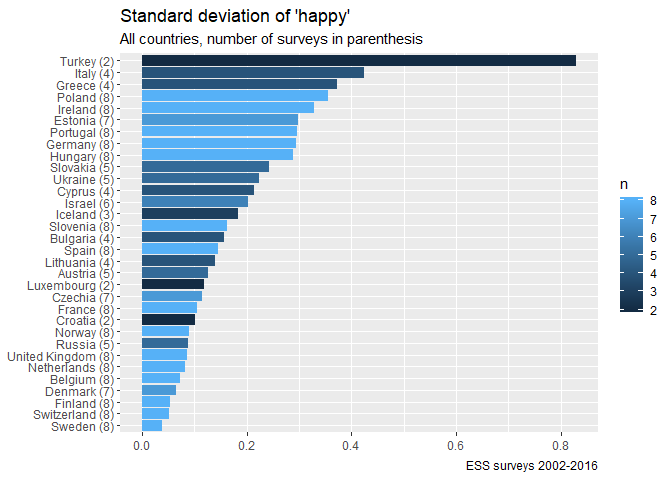 Standard deviation of 'happy'
All countries, number of surveys in parenthesis
Turkey (2)
Italy (4)
Greece (4)
Poland (8)
Ireland (8)
Estonia (7)
Portugal (8)
Germany (8)
Hungary (8)
Slovakia (5)
Ukraine (5)
Cyprus (4)
Israel (6)
Iceland (3)
Slovenia (8)
Bulgaria (4)
Spain (8)
Lithuania (4)
Austria (5)
Luxembourg (2)
Czechia (7)
France (8)
Croatia (2)
Norway (8)
Russia (5)
United Kingdom (8)
Netherlands (8)
Belgium (8)
Denmark (7)
Finland (8)
Switzerland (8)
Sweden (8)
0.0 0.2 0.4 0.6 0.8
ESS surveys 2002-2016
n
8
7
6
5
4
3
2